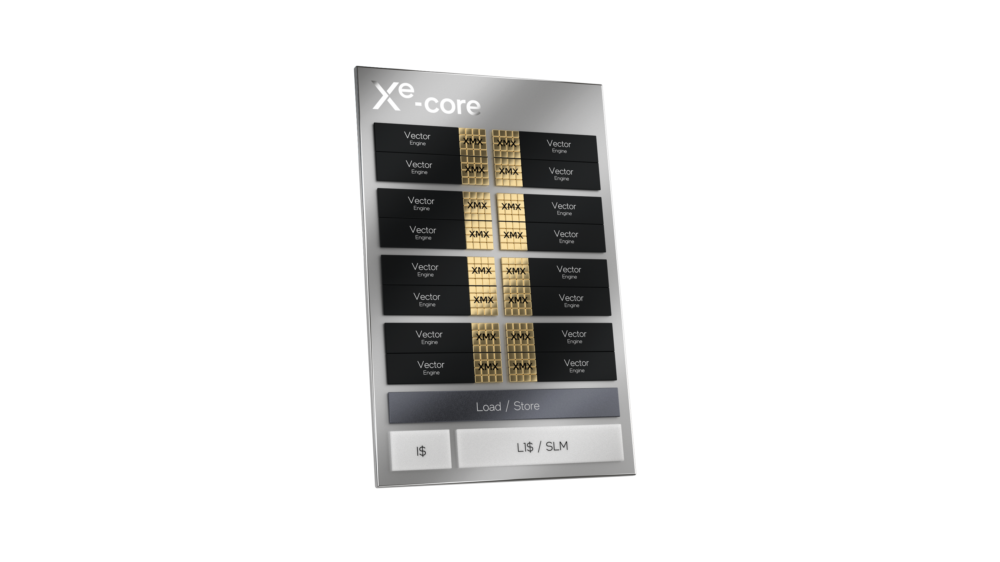 Xe-core
Vector
Engine
XMX
XMX
Vector
Engine
Vector
Engine
XMX
XMX
Vector
Engine
Vector
Engine
XMX
XMX
Vector
Engine
Vector
Engine
XMX
XMX
Vector
Engine
Vector
Engine
XMX
XMX
Vector
Engine
Vector
Engine
XMX
XMX
Vector
Engine
Vector
Engine
XMX
XMX
Vector
Engine
Vector
Engine
XMX
XMX
Vector
Engine
Load / Store
I$
L1$ / SLM